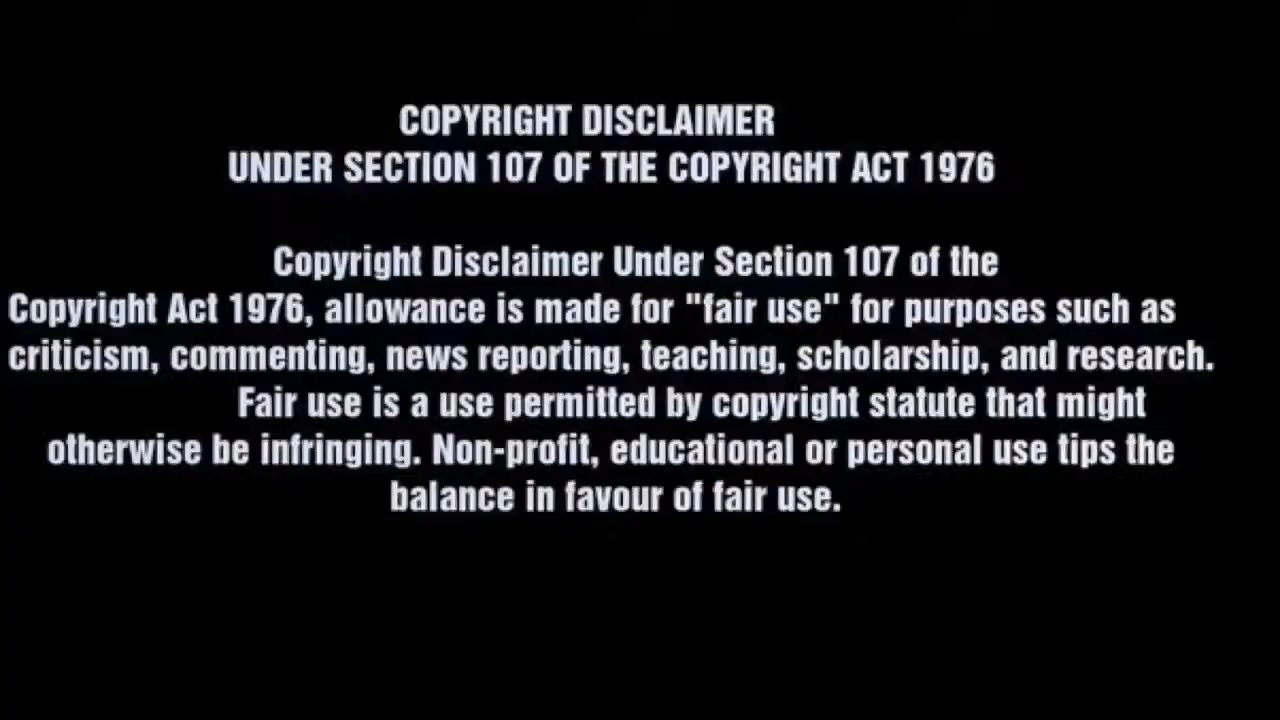 COPYRIGHT DISCLAIMER
UNDER SECTION 107 OF THE COPYRIGHT ACT 1976
Copyright Disclaimer Under Section 107 of the
Copyright Act 1976, allowance is made for "fair use" for purposes such as
criticism, commenting, news reporting, teaching, scholarship, and research.
Fair use is a use permitted by copyright statute that might
otherwise be infringing. Non-profit, educational or personal use tips the
balance in favour of fair use.